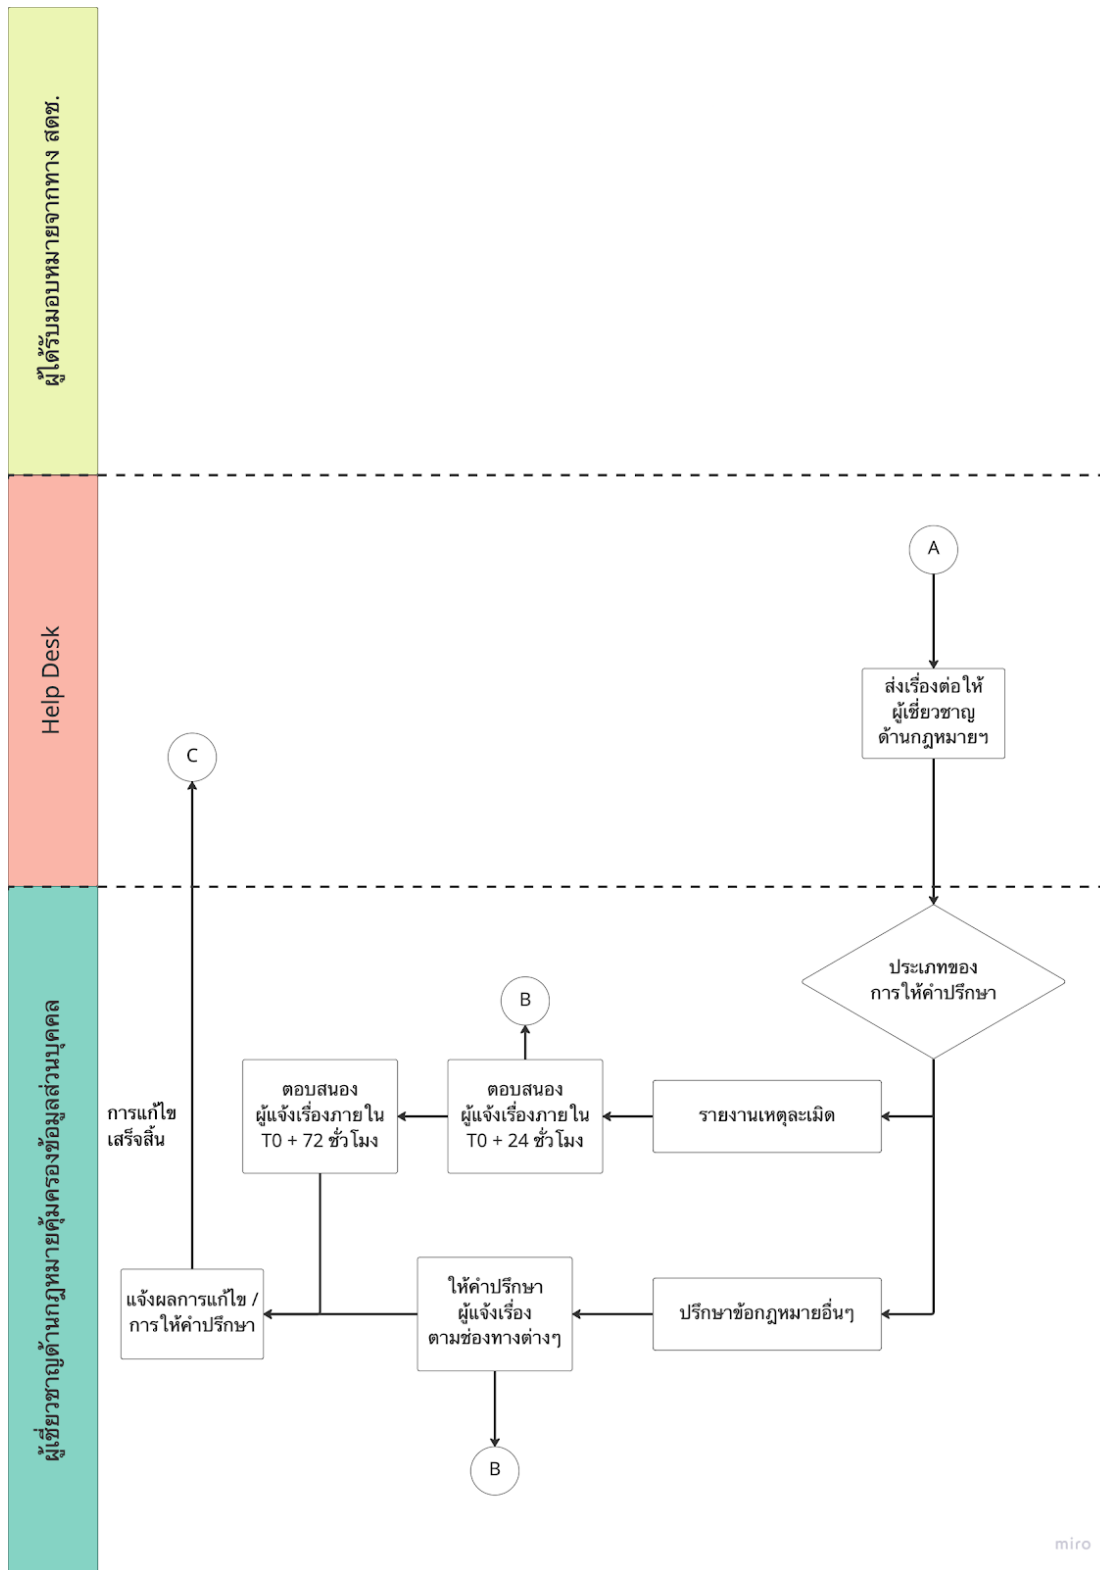 ผู้ได้รับมอบหมายจากทาง สดช.
Help Desk
A
ส่งเรื่องต่อให้
ผู้เชี่ยวชาญ
ด้านกฎหมายฯ
C
ผู้เชี่ยวชาญด้านกฎหมายคุ้มครองข้อมูลส่วนบุคคล
ประเภทของ
การให้คำปรึกษา
B
ตอบสนอง
ผู้แจ้งเรื่องภายใน
T0 + 72 ชั่วโมง
ตอบสนอง
ผู้แจ้งเรื่องภายใน
T0 + 24 ชั่วโมง
รายงานเหตุละเมิด
การแก้ไข
เสร็จสิ้น
แจ้งผลการแก้ไข /
การให้คำปรึกษา
ให้คำปรึกษา
ผู้แจ้งเรื่อง
ตามช่องทางต่างๆ
ปรึกษาข้อกฎหมายอื่นๆ
B
miro